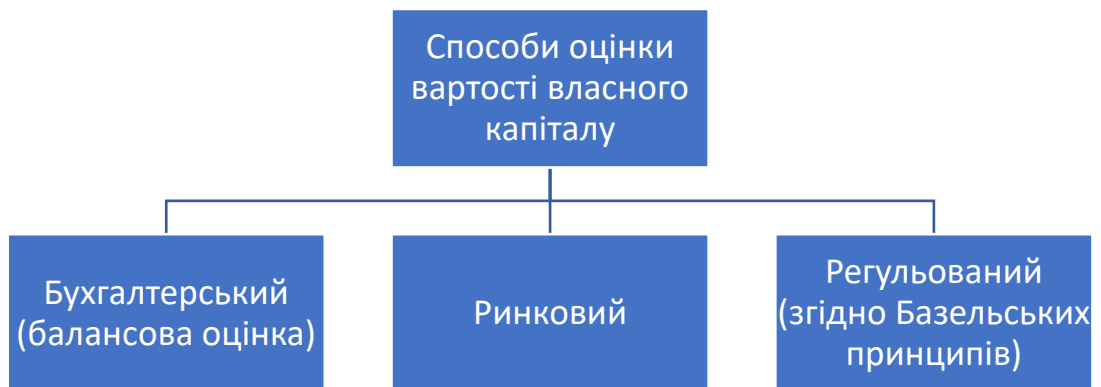 Способи оцінки
вартості власного
капіталу
Бухгалтерський
(балансова оцінка)
Ринковий
Регульований
(згідно Базельських
принципів)